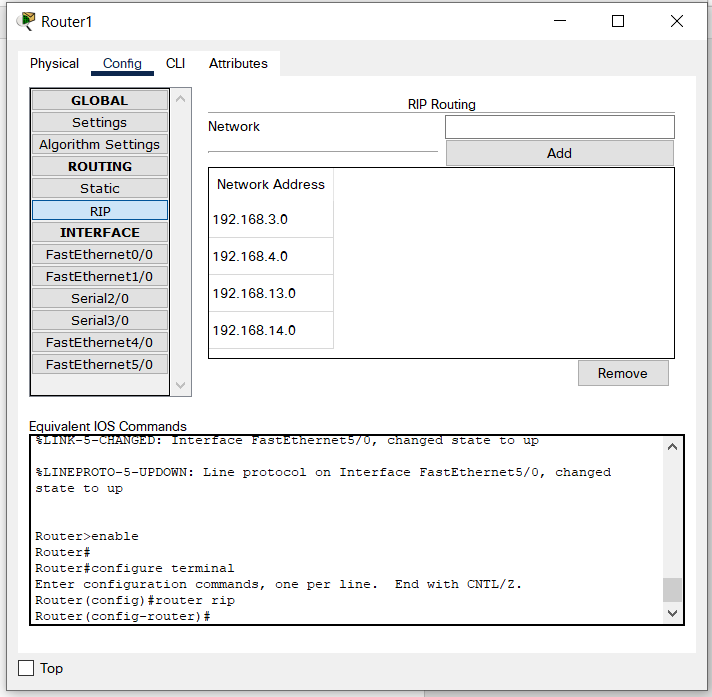 Router1
Physical Config CLI Attributes
GLOBAL
Settings
Algorithm Settings
ROUTING
Static
RIP
INTERFACE
FastEthernet0/0
FastEthernet1/0
Serial2/0
Serial3/0
FastEthernet4/0
FastEthernet5/0
RIP Routing
Network
Add
Network Address
192.168.3.0
192.168.4.0
192.168.13.0
192.168.14.0
Remove
Equivalent IOS Commands
%LINK-5-CHANGED: Interface FastEthernet5/0, changed state to up
%LINEPROTO-5-UPDOWN: Line protocol on Interface FastEthernet5/0, changed
state to up
Router>enable
Router#
Router#configure terminal
Enter configuration commands, one per line.  End with CNTL/Z.
Router(config)#router rip
Router(config-router)#
Top